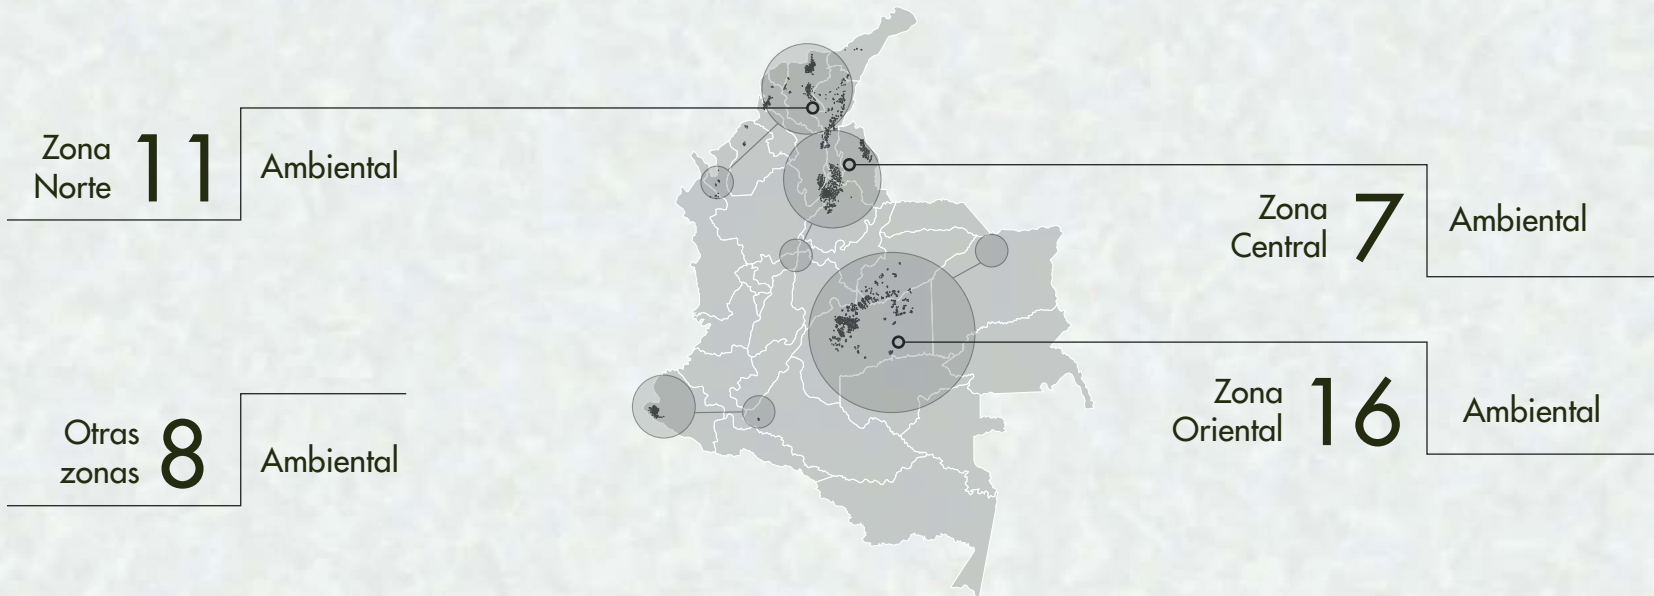 Zona
Norte
11
Ambiental
Zona
Central
7
Ambiental
Otras
zonas
8
Ambiental
Zona
Oriental
16
Ambiental